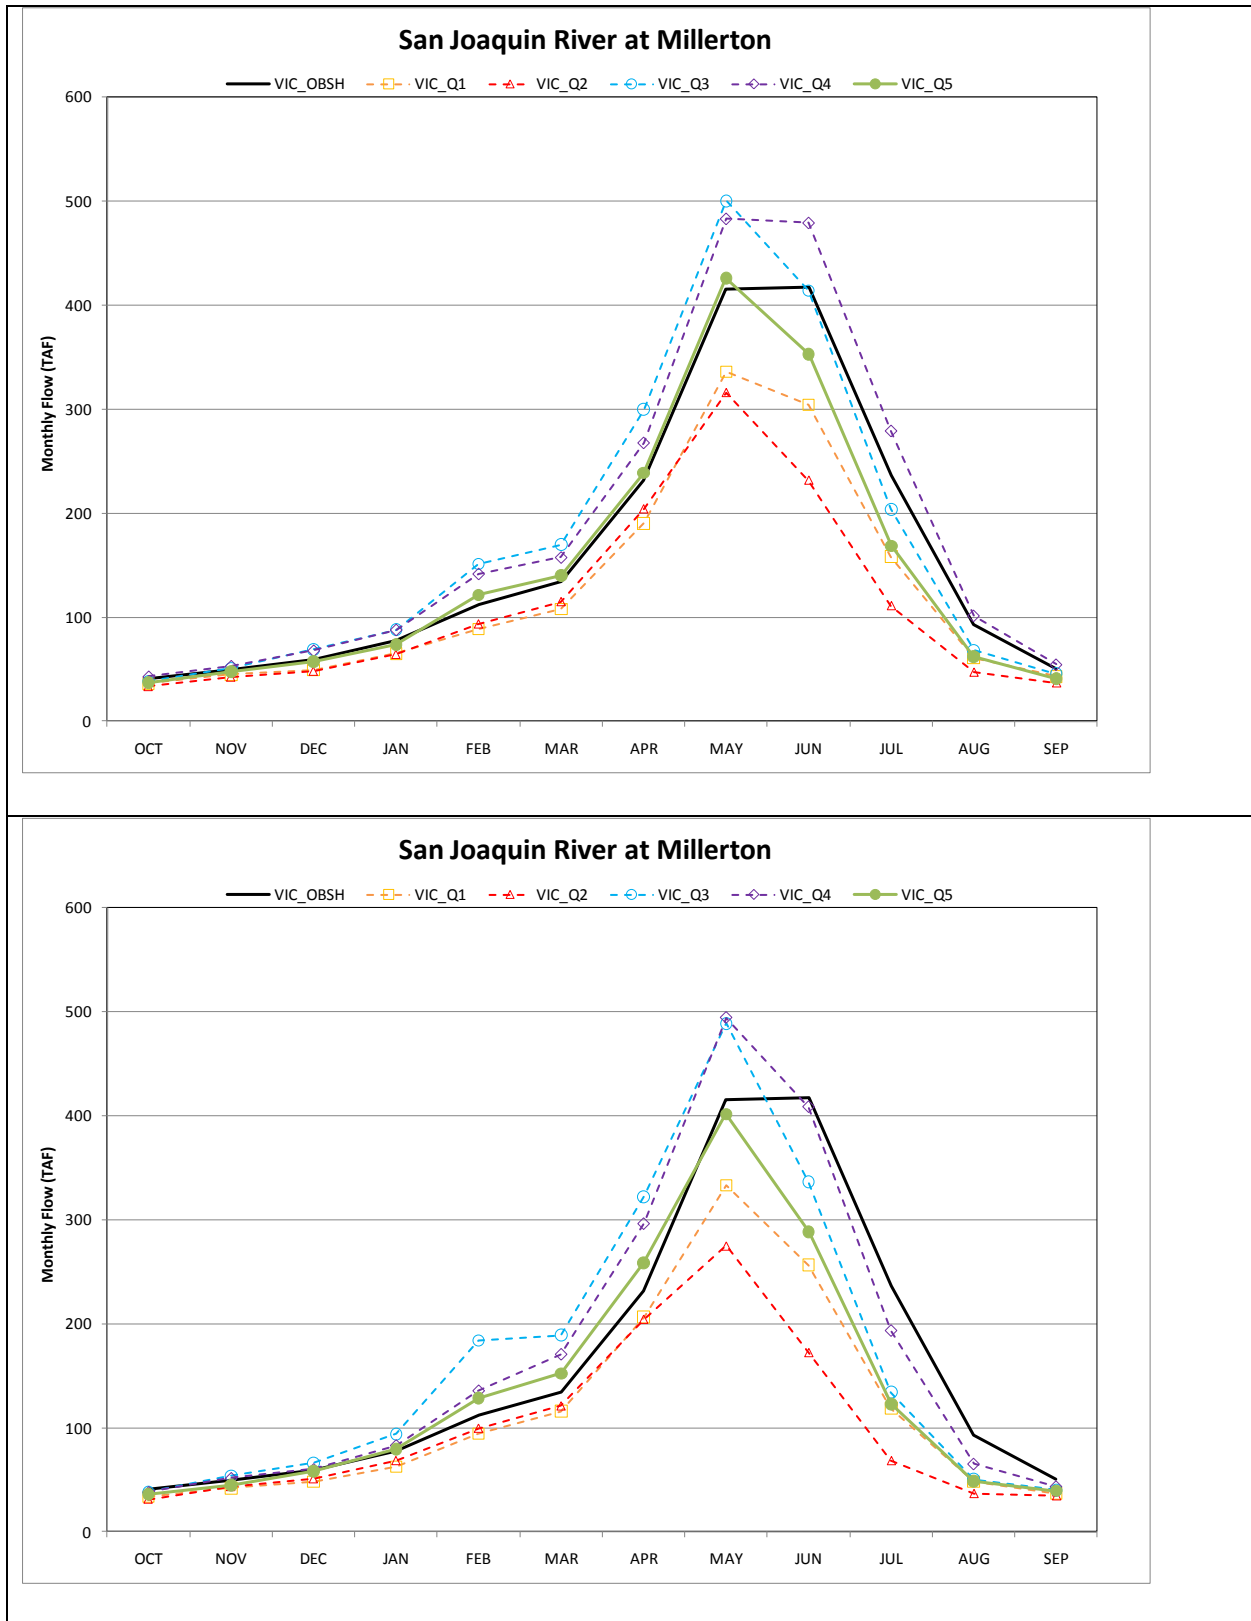 San Joaquin River at Millerton
VIC_OBSH VIC_Q1 VIC_Q2 VIC_Q3 VIC_Q4 VIC_Q5
600
500
400
300
200
100
0
Monthly Flow (TAF)
OCT NOV DEC JAN FEB MAR APR MAY JUN JUL AUG SEP
San Joaquin River at Millerton
VIC_OBSH VIC_Q1 VIC_Q2 VIC_Q3 VIC_Q4 VIC_Q5
600
500
400
300
200
100
0
Monthly Flow (TAF)
OCT NOV DEC JAN FEB MAR APR MAY JUN JUL AUG SEP